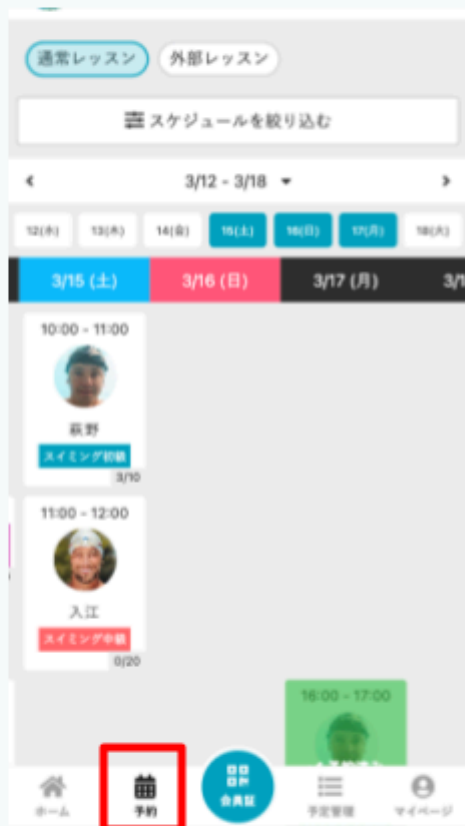 通常レッスン 外部レッスン
スケジュールを絞り込む
3/12 - 3/18
12(水) 13(木) 14(金) 15(土) 16(日) 17(月) 18(火)
3/15 (土) 3/16 (日) 3/17 (月) 3/1
10:00 - 11:00
萩野
スイミング初級
3/10
11:00 - 12:00
入江
スイミング中級
0/20
16:00 - 17:00
ホーム 予約 会員証 予定管理 マイページ